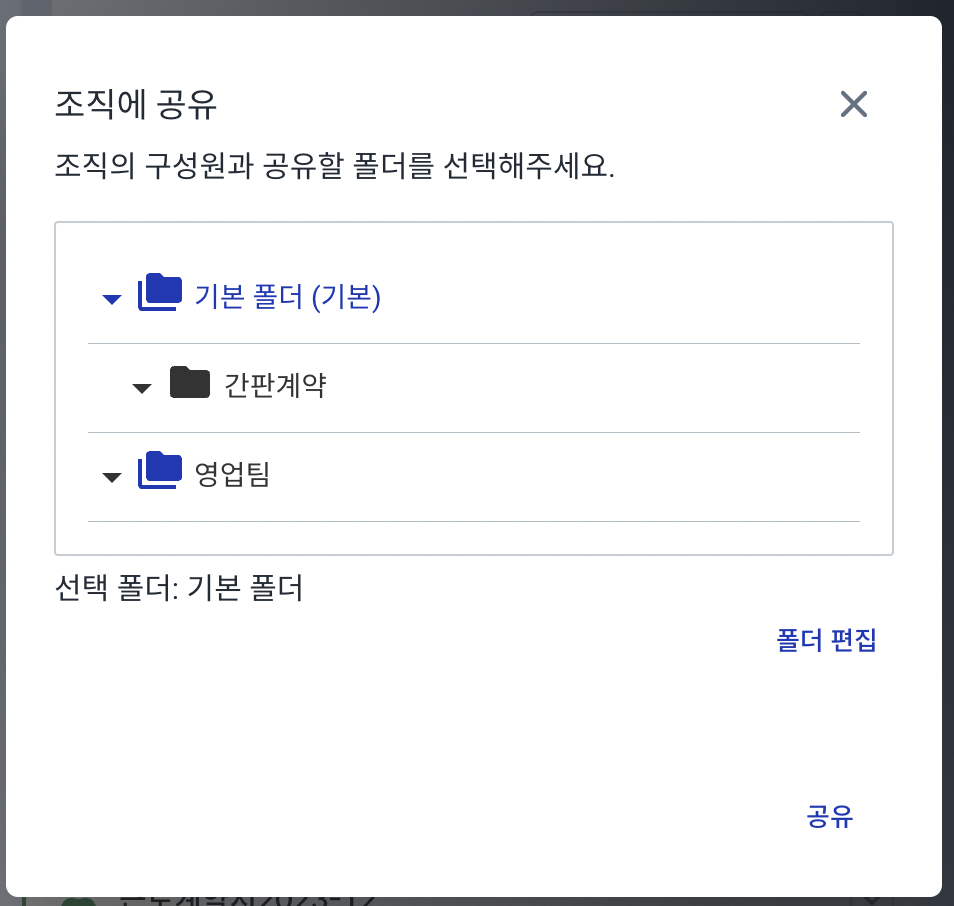 조직에 공유
조직의 구성원과 공유할 폴더를 선택해주세요.
기본 폴더 (기본)
간판계약
영업팀
선택 폴더: 기본 폴더
폴더 편집
공유